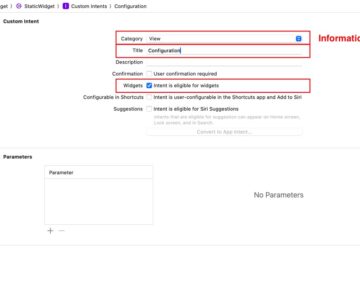 get StaticWidget Custom Intents Configuration
Custom Intent
Category View
Informatio
Title Configuration
Description
Confirmation User confirmation required
Widgets Intent is eligible for widgets
Configurable in Shortcuts Intent is user-configurable in the Shortcuts app and Add to Siri
Suggestions Intent is eligible for Siri Suggestions
Intents that are eligible for suggestion can appear on Home screen,
Lock screen, and in Search.
Convert to App Intent...
Parameters
Parameter
No Parameters